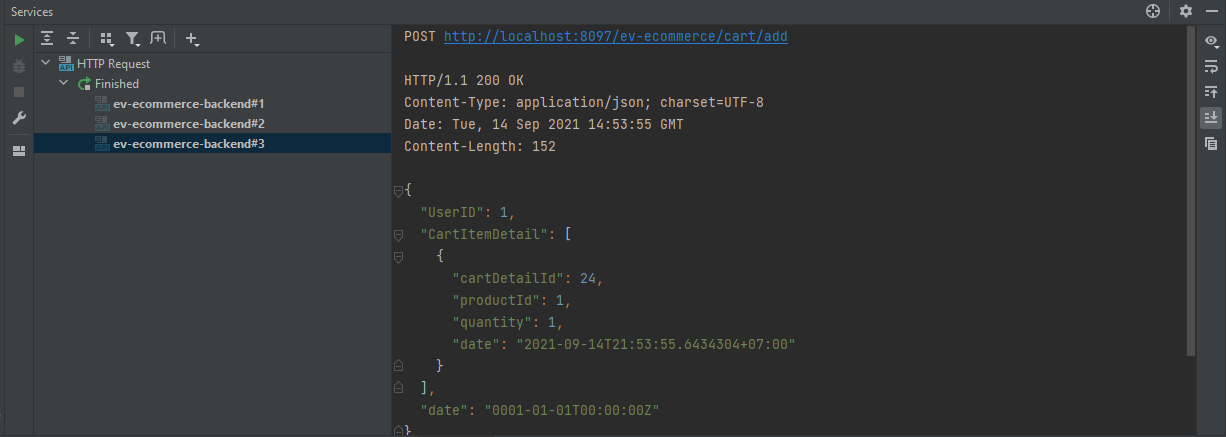 Services
HTTP Request
Finished
ev-ecommerce-backend#1
ev-ecommerce-backend#2
ev-ecommerce-backend#3
POST http://localhost:8097/ev-ecommerce/cart/add
HTTP/1.1 200 OK
Content-Type: application/json; charset=UTF-8
Date: Tue, 14 Sep 2021 14:53:55 GMT
Content-Length: 152
{
"UserID": 1,
"CartItemDetail": [
{
"cartDetailId": 24,
"productId": 1,
"quantity": 1,
"date": "2021-09-14T21:53:55.6434304+07:00"
}
],
"date": "0001-01-01T00:00:00Z"
}